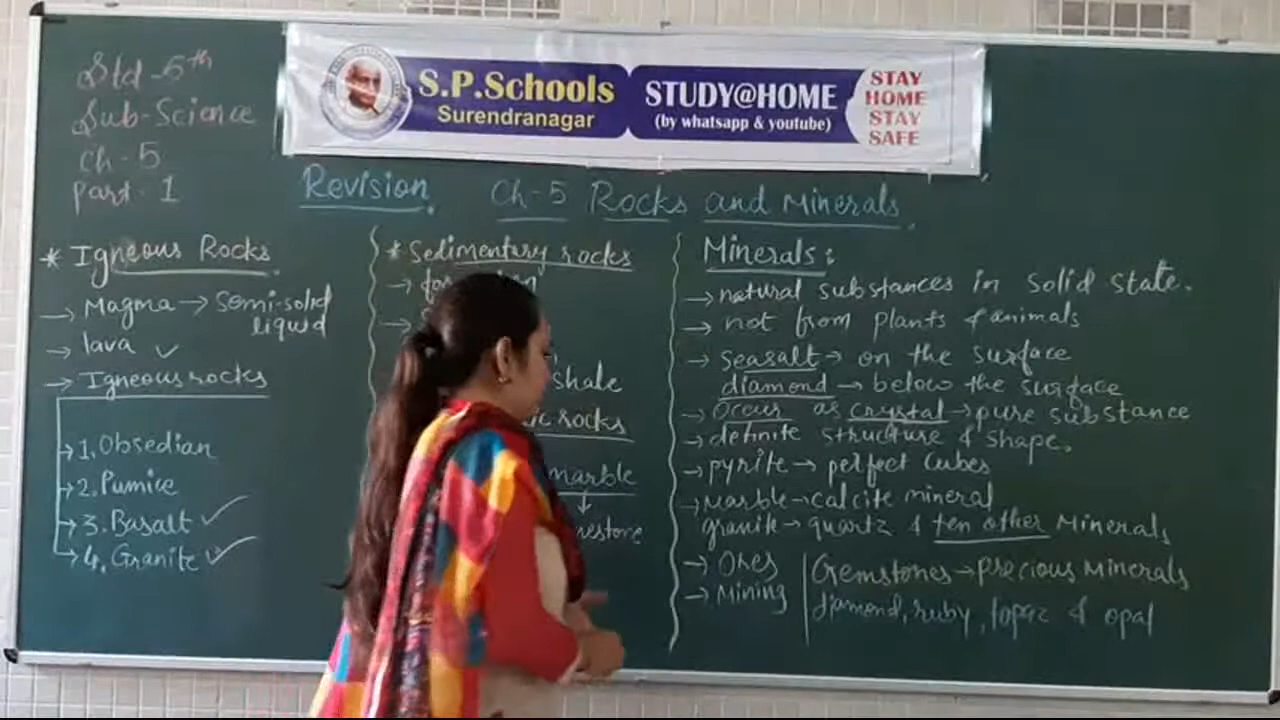 S.P.Schools
Surendranagar
STUDY@HOME
(by whatsapp & youtube)
STAY
HOME
STAY
SAFE
Std-5th
Sub-Science
Ch-5
Part-1
Revision
Ch-5 Rocks and Minerals.
* Igneous Rocks
→ Magma → Semi-solid
liquid
→ lava ✓
→ Igneous rocks
→ 1. Obsedian
→ 2. Pumice
→ 3. Basalt ✓
→ 4. Granite ✓
* Sedimentary rocks
→
→
shale
rocks
marble
↓
Minerals:
→ natural substances in solid state.
→ not from plants & animals
→ seasalt → on the surface
diamond → below the surface
→ Occur as crystal → pure substance
→ definite structure & shape.
→ pyrite → perfect cubes
→ Marble → calcite mineral
granite → quartz & ten other Minerals
→ Ores
→ Mining
Gemstones → precious Minerals
diamond, ruby, topaz & opal